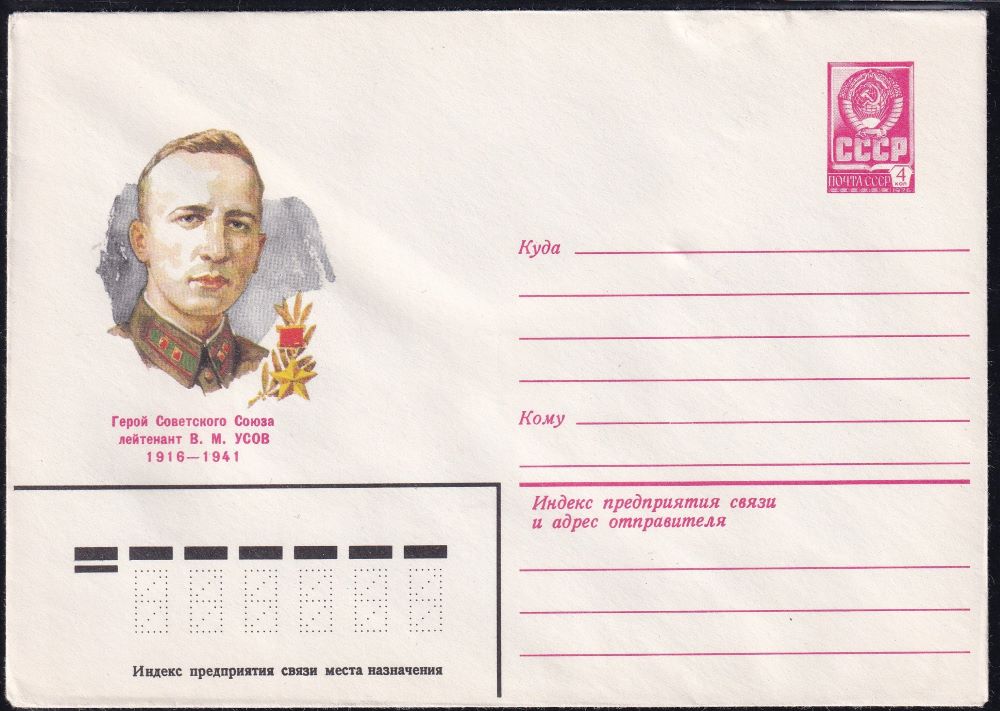 СССР
ПОЧТА СССР
4
коп
1976
Куда
Кому
Герой Советского Союза
лейтенант В. М. УСОВ
1916—1941
Индекс предприятия связи
и адрес отправителя
Индекс предприятия связи места назначения